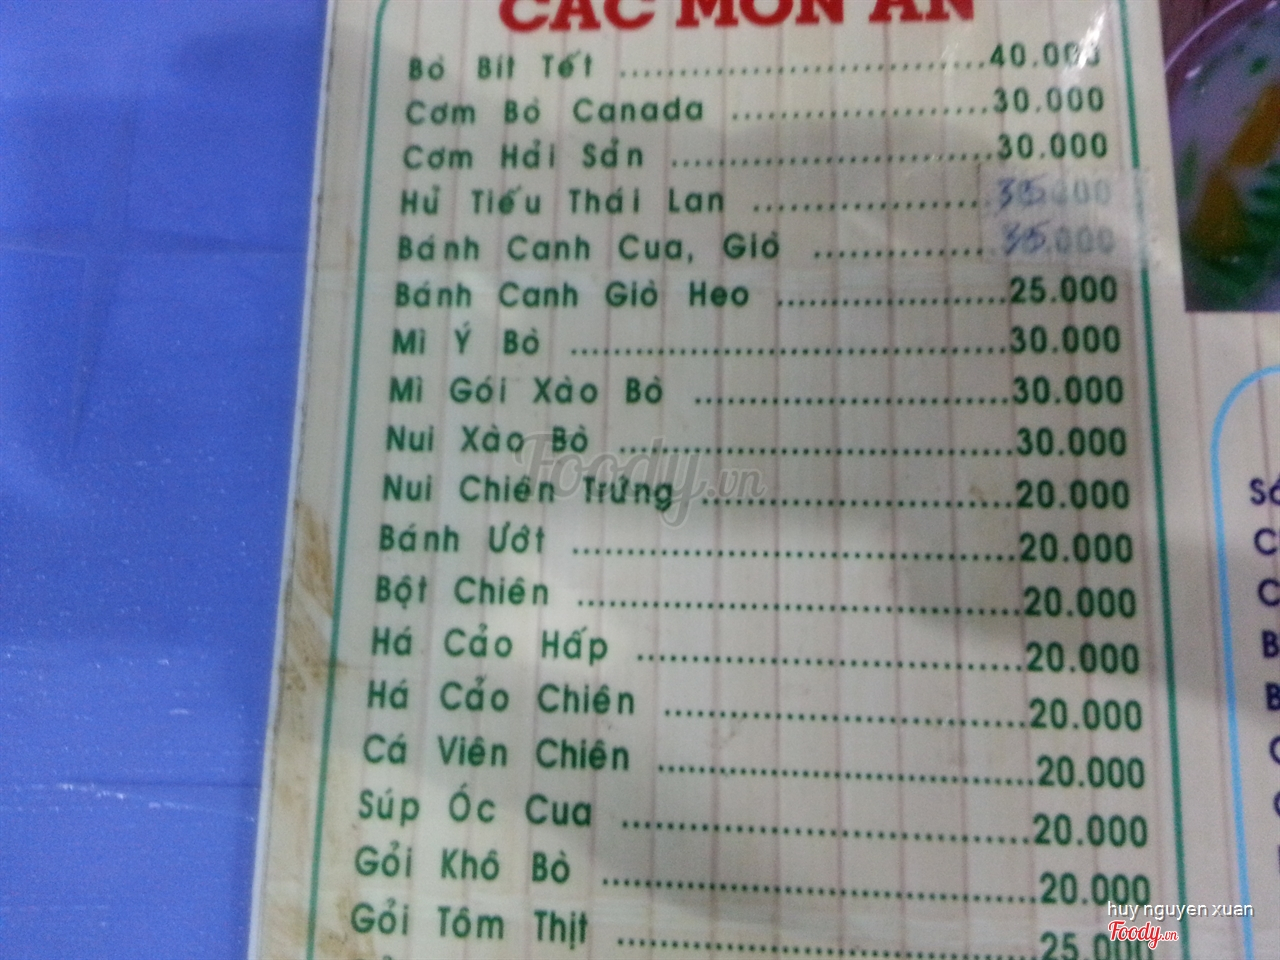 CÁC MÓN ĂN
Bò Bít Tết ................................40.000
Cơm Bò Canada ......................30.000
Cơm Hải Sản ...........................30.000
Hủ Tiếu Thái Lan ....................35.000
Bánh Canh Cua, Giò ...............35.000
Bánh Canh Giò Heo ...................25.000
Mì Ý Bò ...................................30.000
Mì Gói Xào Bò ..........................30.000
Nui Xào Bò ...............................30.000
Nui Chiên Trứng ........................20.000
Bánh Ướt ..................................20.000
Bột Chiên .................................20.000
Há Cảo Hấp ..............................20.000
Há Cảo Chiên ...........................20.000
Cá Viên Chiên ...........................20.000
Súp Óc Cua ..............................20.000
Gỏi Khô Bò ...............................20.000
Gỏi Tôm Thịt .............................25.000
Foody.vn
huy nguyen xuan
Foody.vn